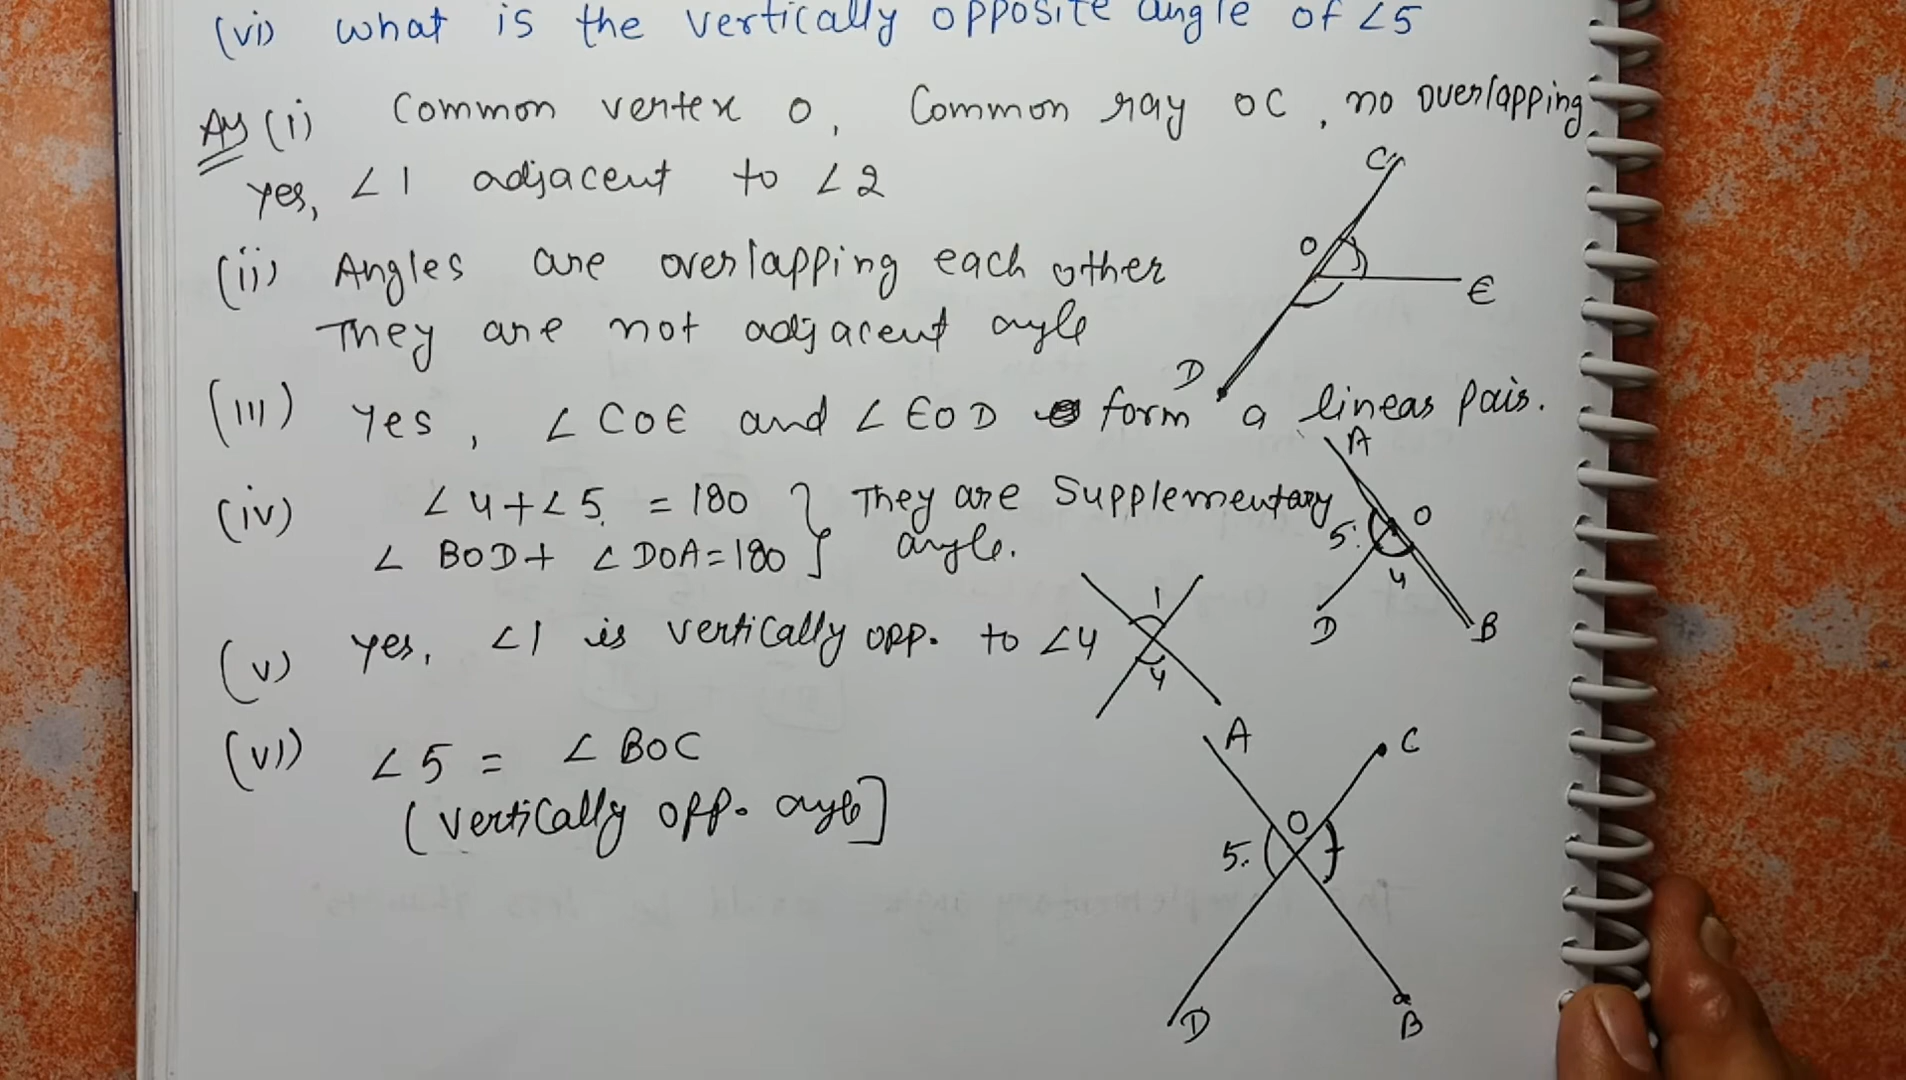 (vi) what is the vertically opposite angle of ∠5
Ans (i) Common vertex O, Common ray OC, no overlapping
yes, ∠1 adjacent to ∠2
(ii) Angles are overlapping each other
They are not adjacent angle
(iii) Yes, ∠COE and ∠EOD form a linear pair.
(iv) ∠4+∠5 = 180 } They are Supplementary
∠BOD+ ∠DOA=180 } angle.
(v) yes, ∠1 is vertically opp. to ∠4
(vi) ∠5 = ∠BOC
(vertically opp. angle]
C
O
E
D
A
O
5
4
D
B
1
4
A
C
O
5.
D
B